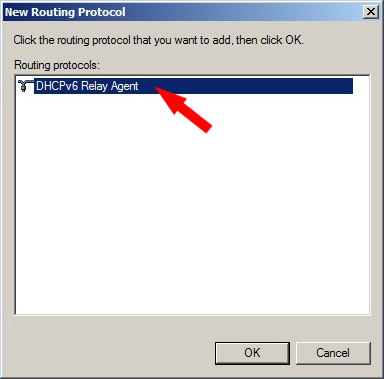 New Routing Protocol
Click the routing protocol that you want to add, then click OK.
Routing protocols:
DHCPv6 Relay Agent
OK
Cancel